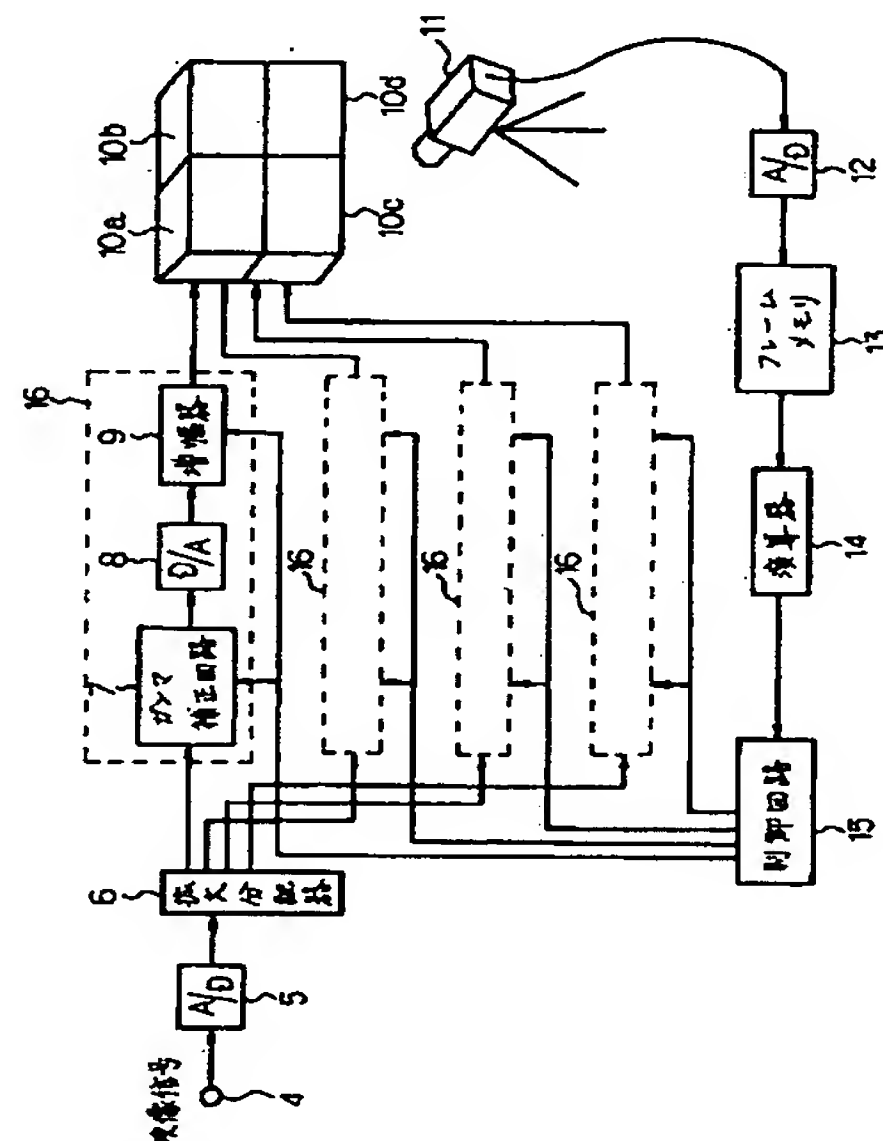 映像信号
4
A/D
5
6
拡大分配器
7
ガンマ
補正回路
8
D/A
9
増幅器
16
16
16
16
10a
10b
10c
10d
11
A/D
12
フレーム
メモリ
13
演算器
14
制御回路
15